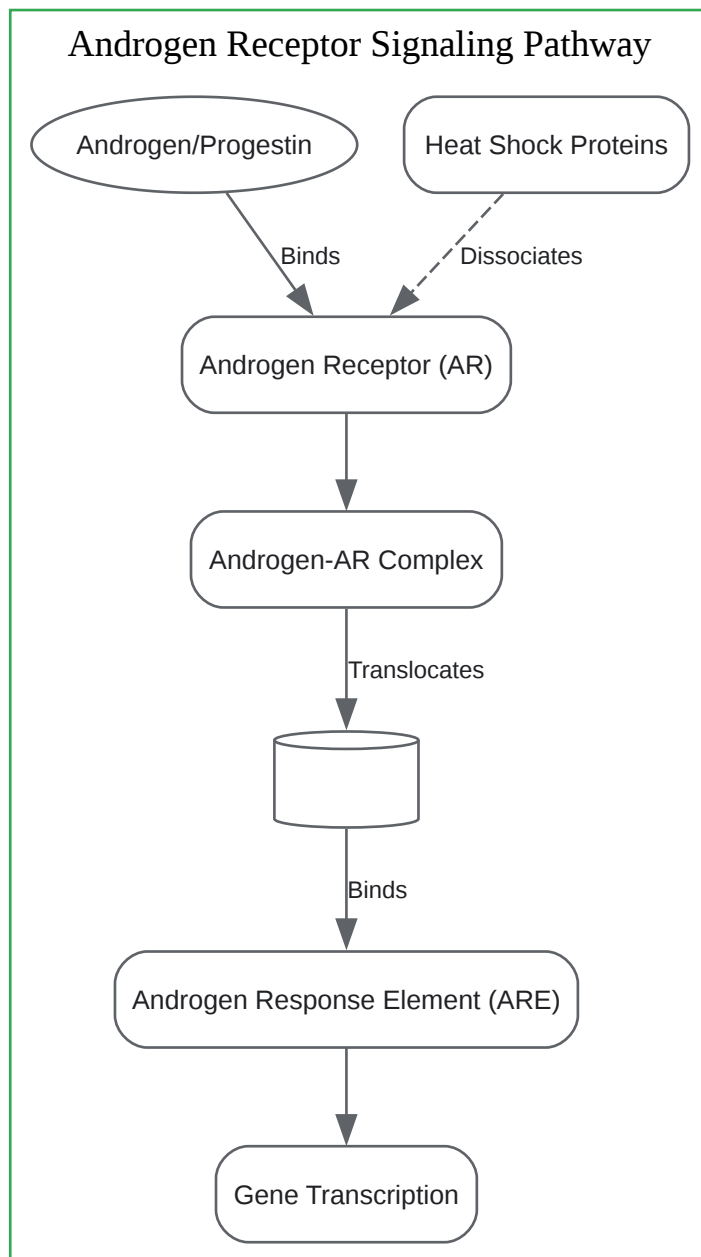 Androgen Receptor Signaling Pathway
Androgen/Progestin
Heat Shock Proteins
Binds
Dissociates
Androgen Receptor (AR)
Androgen-AR Complex
Translocates
Binds
Androgen Response Element (ARE)
Gene Transcription